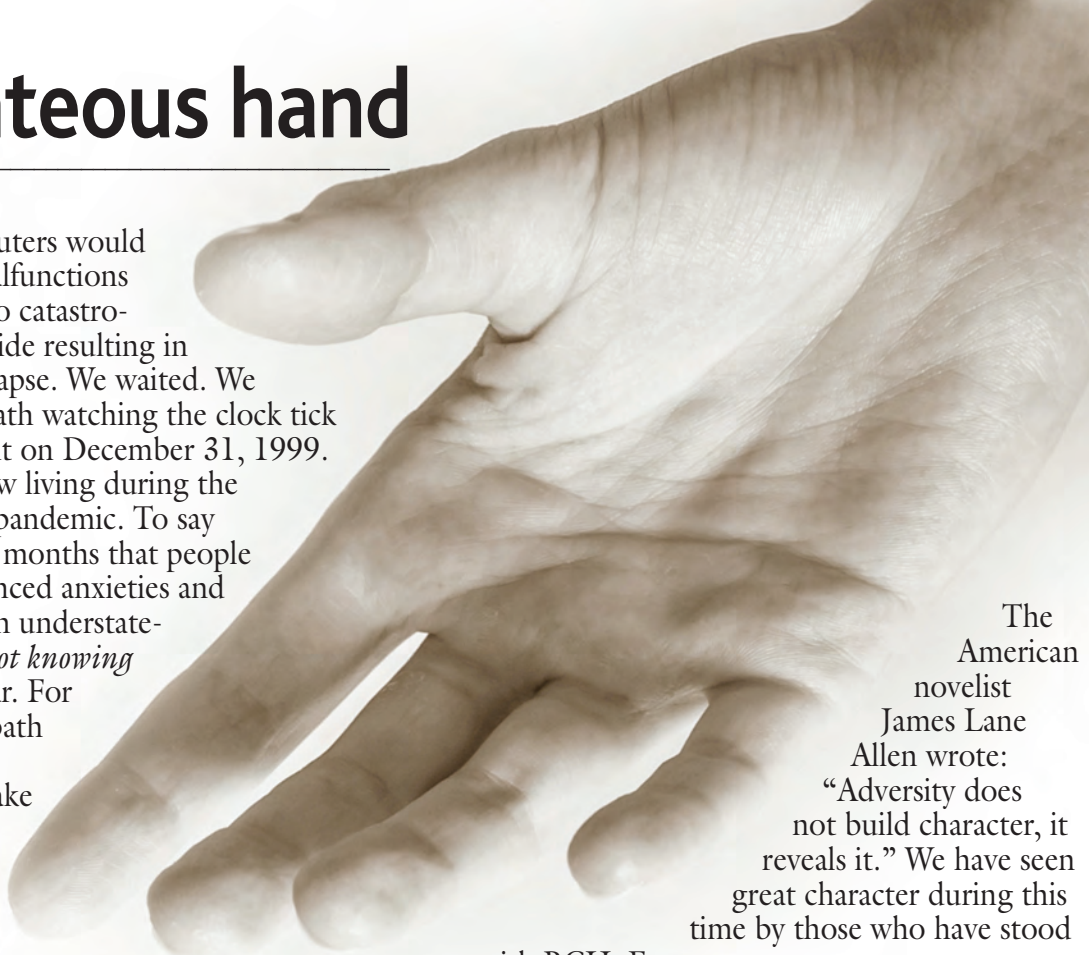 teous hand
uters would
lfunctions
o catastro-
ide resulting in
apse. We waited. We
ath watching the clock tick
t on December 31, 1999.
w living during the
pandemic. To say
months that people
nced anxieties and
n understate-
ot knowing
r. For
path
ake
The
American
novelist
James Lane
Allen wrote:
“Adversity does
not build character, it
reveals it.” We have seen
great character during this
time by those who have stood